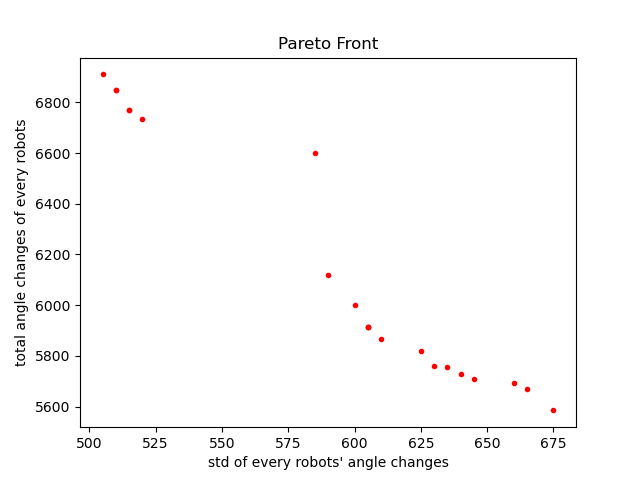 Pareto Front
total angle changes of every robots
6800
6600
6400
6200
6000
5800
5600
500 525 550 575 600 625 650 675
std of every robots' angle changes